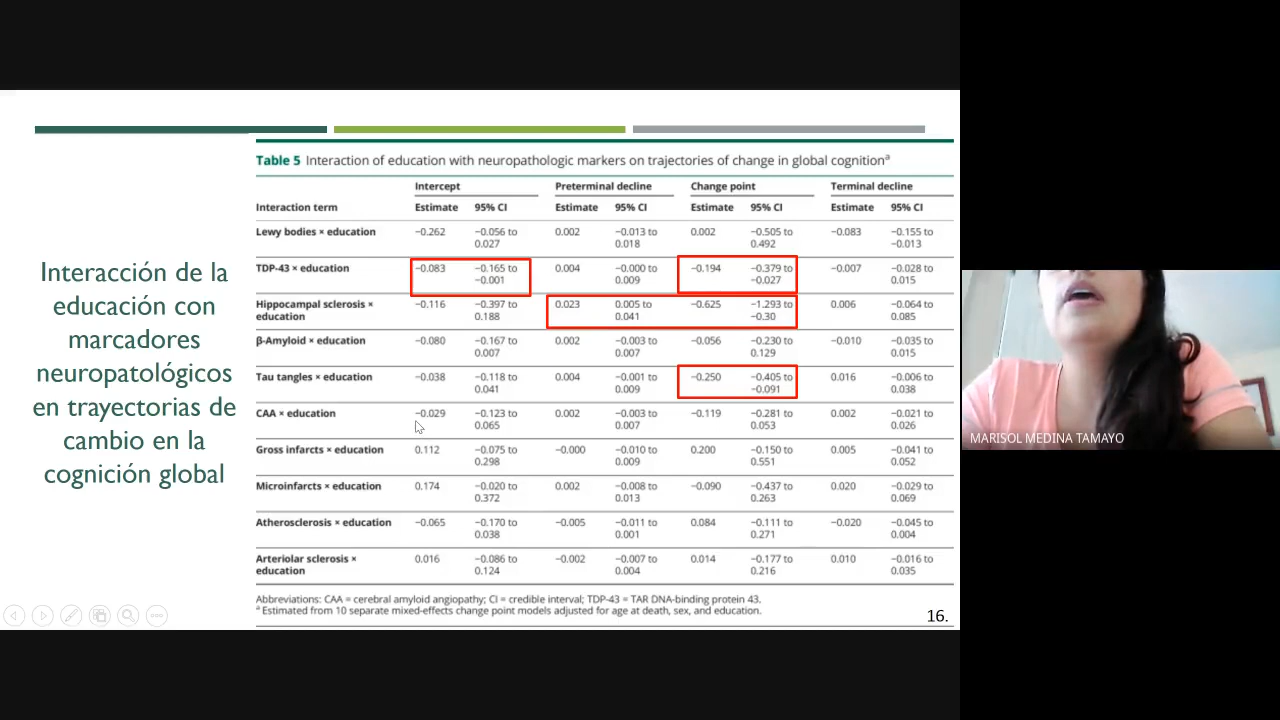 Interacción de la
educación con
marcadores
neuropatológicos
en trayectorias de
cambio en la
cognición global
Table 5 Interaction of education with neuropathologic markers on trajectories of change in global cognitionᵃ
Intercept Preterminal decline Change point Terminal decline
Interaction term Estimate 95% CI Estimate 95% CI Estimate 95% CI Estimate 95% CI
Lewy bodies × education −0.262 −0.056 to 0.002 −0.013 to 0.002 −0.505 to −0.083 −0.155 to
0.027 0.018 0.492 −0.013
TDP-43 × education −0.083 −0.165 to 0.004 −0.000 to −0.194 −0.379 to −0.007 −0.028 to
−0.001 0.009 −0.027 0.015
Hippocampal sclerosis × −0.116 −0.397 to 0.023 0.005 to −0.625 −1.293 to 0.006 −0.064 to
education 0.188 0.041 −0.30 0.085
β-Amyloid × education −0.080 −0.167 to 0.002 −0.003 to −0.056 −0.230 to −0.010 −0.035 to
0.007 0.007 0.129 0.015
Tau tangles × education −0.038 −0.118 to 0.004 −0.001 to −0.250 −0.405 to 0.016 −0.006 to
0.041 0.009 −0.091 0.038
CAA × education −0.029 −0.123 to 0.002 −0.003 to −0.119 −0.281 to 0.002 −0.021 to
0.065 0.007 0.053 0.026
Gross infarcts × education 0.112 −0.075 to −0.000 −0.010 to 0.200 −0.150 to 0.005 −0.041 to
0.298 0.009 0.551 0.052
Microinfarcts × education 0.174 −0.020 to 0.002 −0.008 to −0.090 −0.437 to 0.020 −0.029 to
0.372 0.013 0.263 0.069
Atherosclerosis × education −0.065 −0.170 to −0.005 −0.011 to 0.084 −0.111 to −0.020 −0.045 to
0.038 0.001 0.271 0.004
Arteriolar sclerosis × 0.016 −0.086 to −0.002 −0.007 to 0.014 −0.177 to 0.010 −0.016 to
education 0.124 0.004 0.216 0.035
Abbreviations: CAA = cerebral amyloid angiopathy; CI = credible interval; TDP-43 = TAR DNA-binding protein 43.
ᵃ Estimated from 10 separate mixed-effects change point models adjusted for age at death, sex, and education.
16.
MARISOL MEDINA TAMAYO